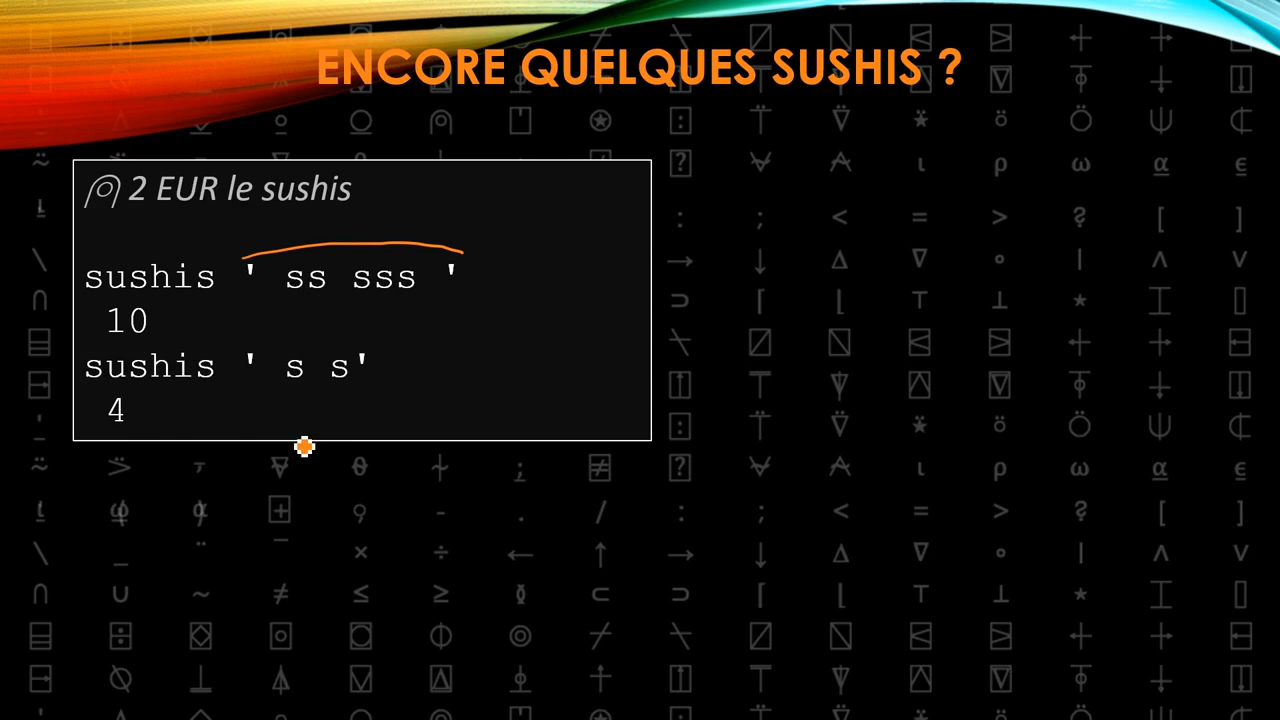 ENCORE QUELQUES SUSHIS ?
⍝ 2 EUR le sushis
sushis ' ss sss '
10
sushis ' s s'
4